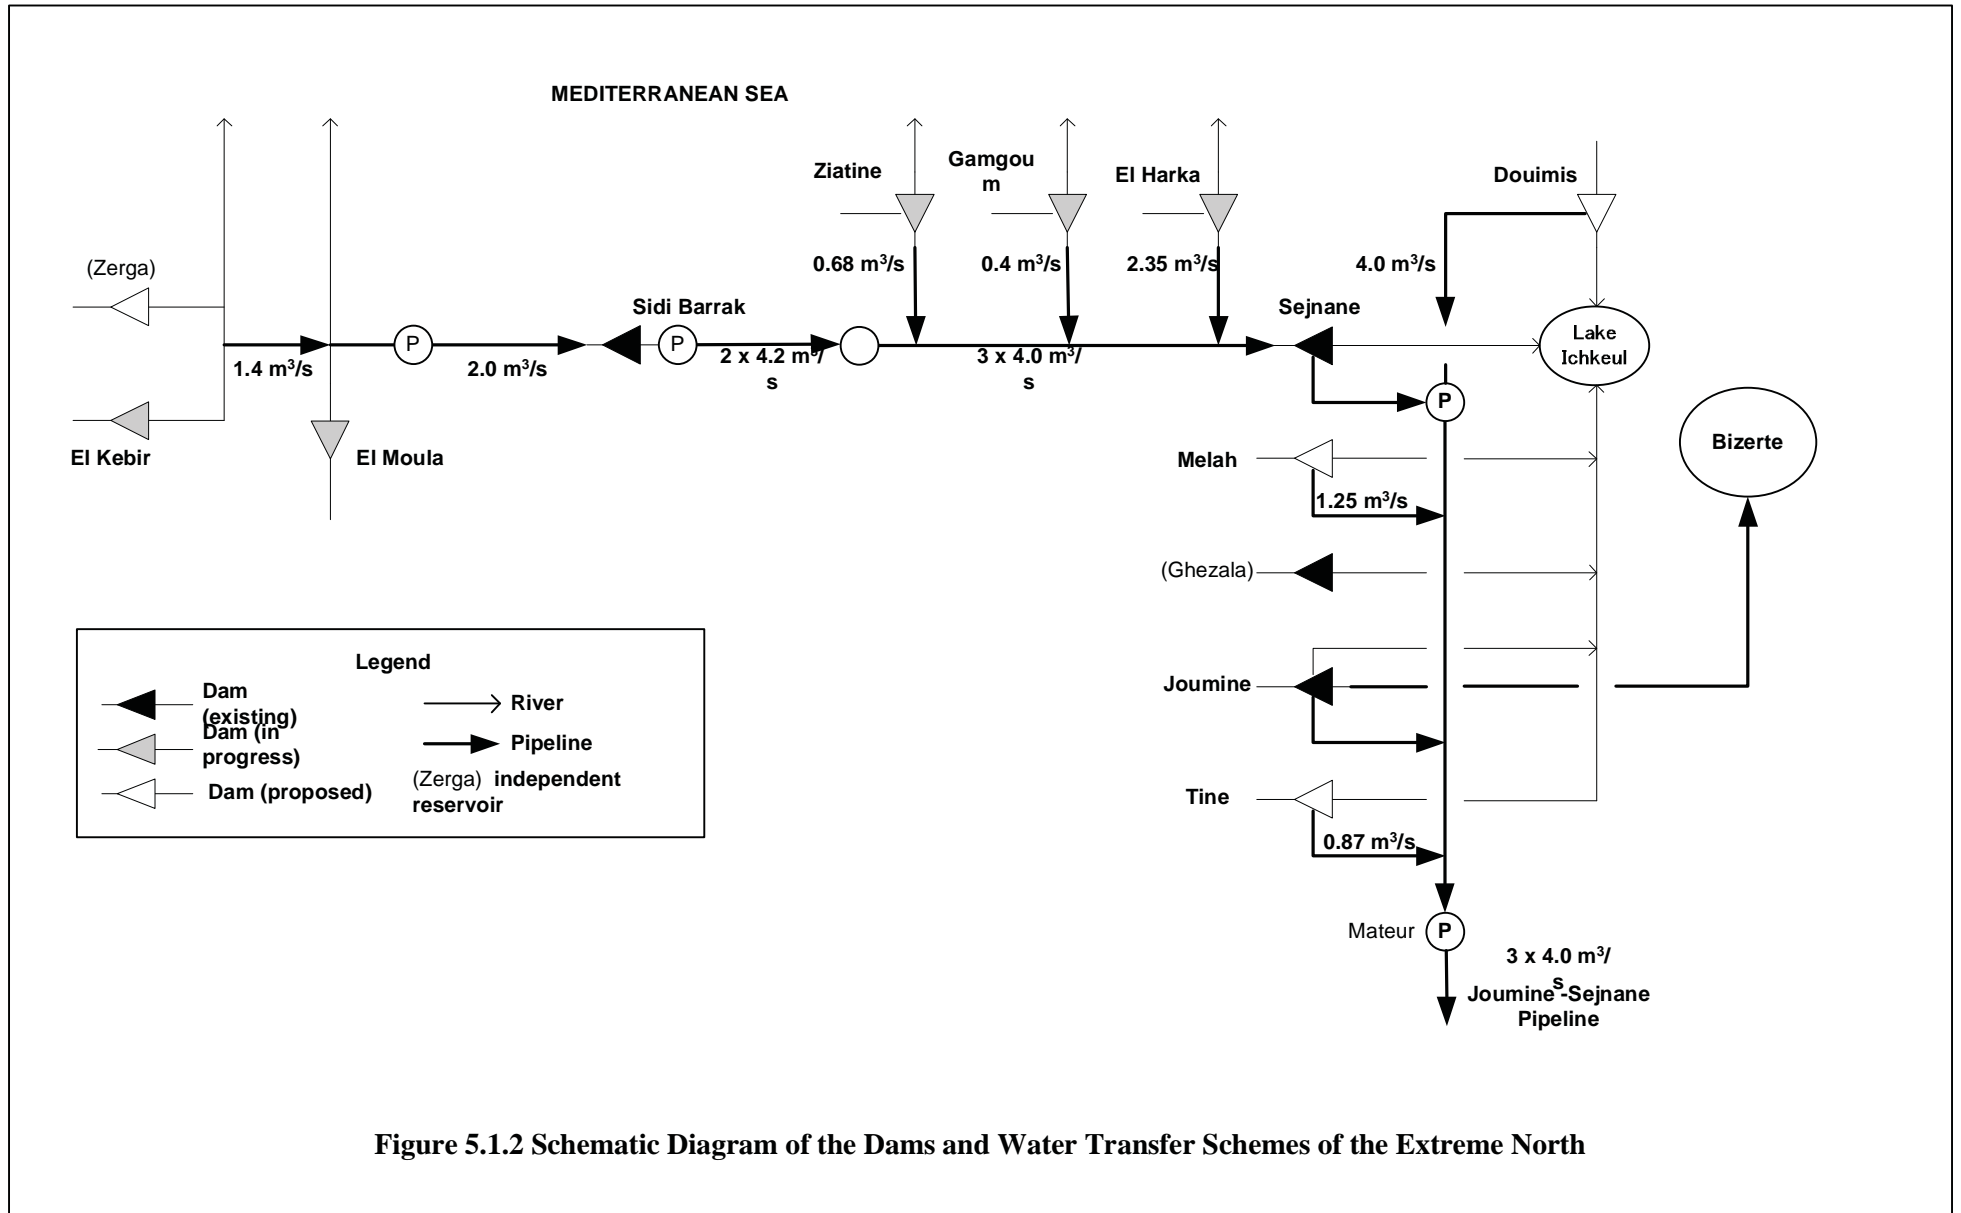 MEDITERRANEAN SEA
Ziatine
Gamgou
m
El Harka
Douimis
(Zerga)
0.68 m³/s
0.4 m³/s
2.35 m³/s
4.0 m³/s
Sidi Barrak
Sejnane
Lake
Ichkeul
P
P
1.4 m³/s
2.0 m³/s
2 x 4.2 m³/
s
3 x 4.0 m³/
s
P
El Kebir
El Moula
Melah
Bizerte
1.25 m³/s
(Ghezala)
Joumine
Tine
0.87 m³/s
Mateur
P
3 x 4.0 m³/
s
Joumine -Sejnane
Pipeline
Legend
Dam
(existing)
Dam (in
progress)
Dam (proposed)
River
Pipeline
(Zerga) independent
reservoir
Figure 5.1.2 Schematic Diagram of the Dams and Water Transfer Schemes of the Extreme North